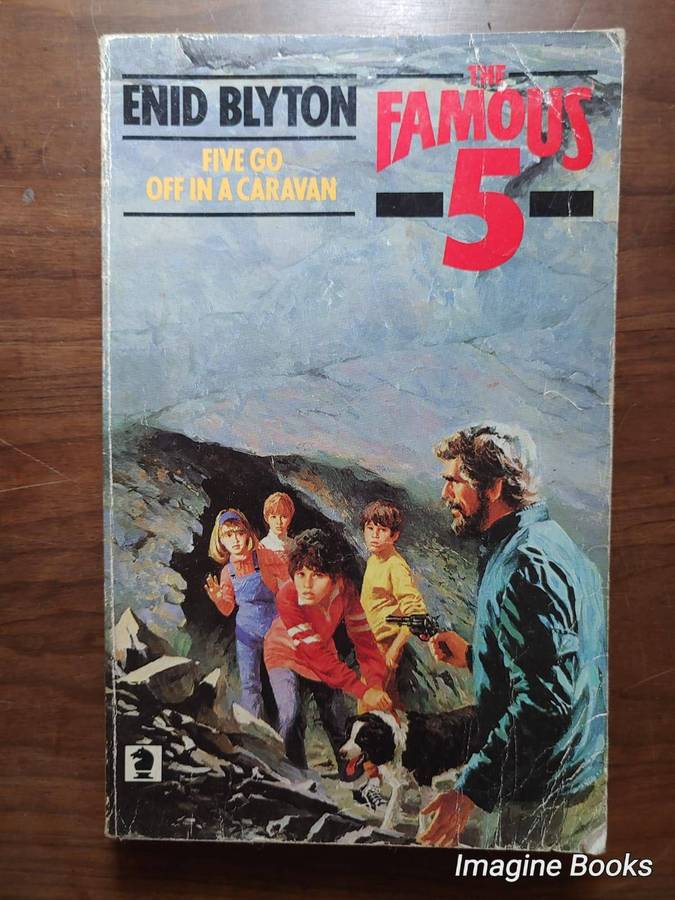 ENID BLYTON
FIVE GO
OFF IN A CARAVAN
THE
FAMOUS
5
Imagine Books